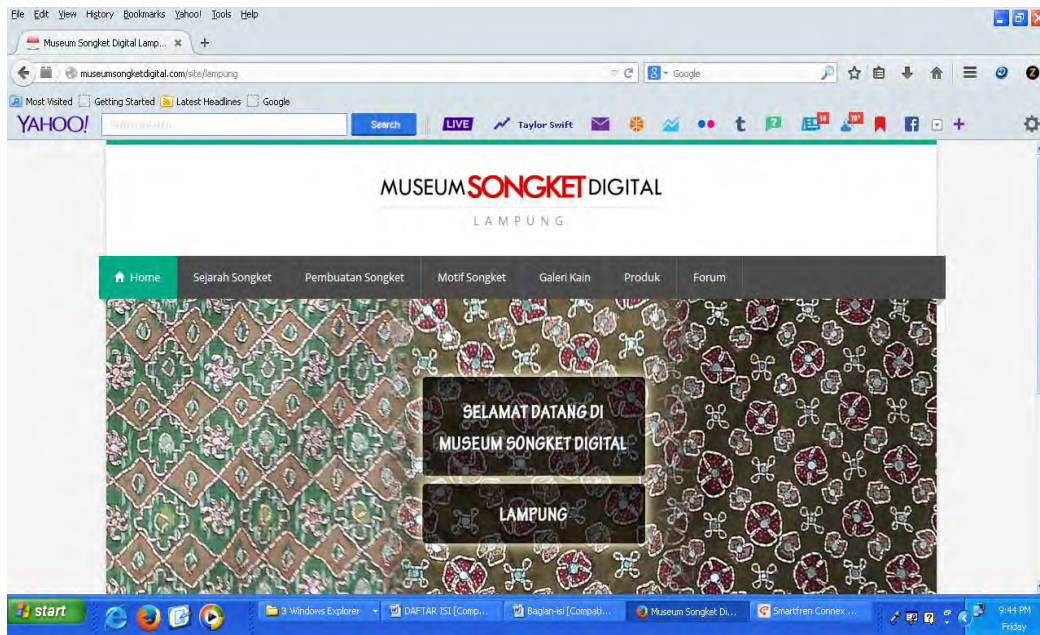 File Edit View History Bookmarks Yahoo! Tools Help
Museum Songket Digital Lamp... × +
museumsongketdigital.com/site/lampung
Google
Most Visited Getting Started Latest Headlines Google
YAHOO! Search LIVE Taylor Swift
MUSEUM SONGKET DIGITAL
LAMPUNG
Home Sejarah Songket Pembuatan Songket Motif Songket Galeri Kain Produk Forum
SELAMAT DATANG DI
MUSEUM SONGKET DIGITAL
LAMPUNG
start 3 Windows Explorer DAFTAR ISI [Comp... Bagian-isi [Compati... Museum Songket Di... Smartfren Connex ... 9:44 PM
Friday